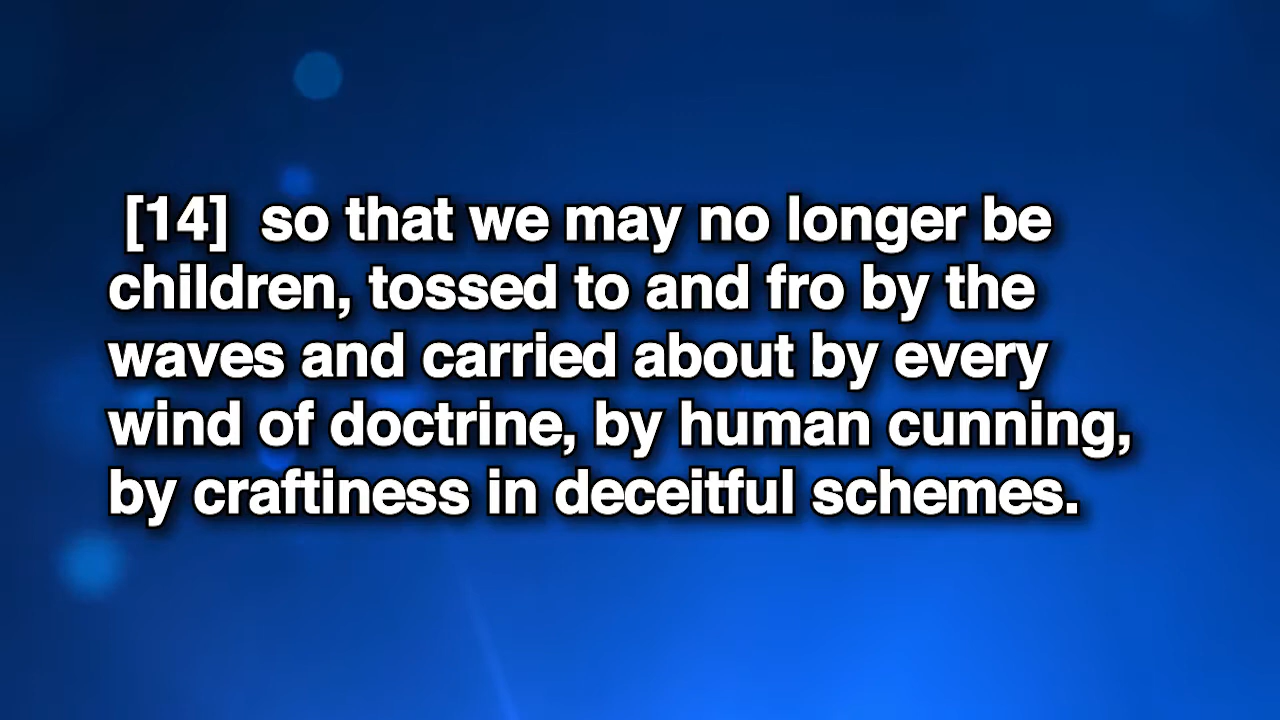 [14] so that we may no longer be
children, tossed to and fro by the
waves and carried about by every
wind of doctrine, by human cunning,
by craftiness in deceitful schemes.